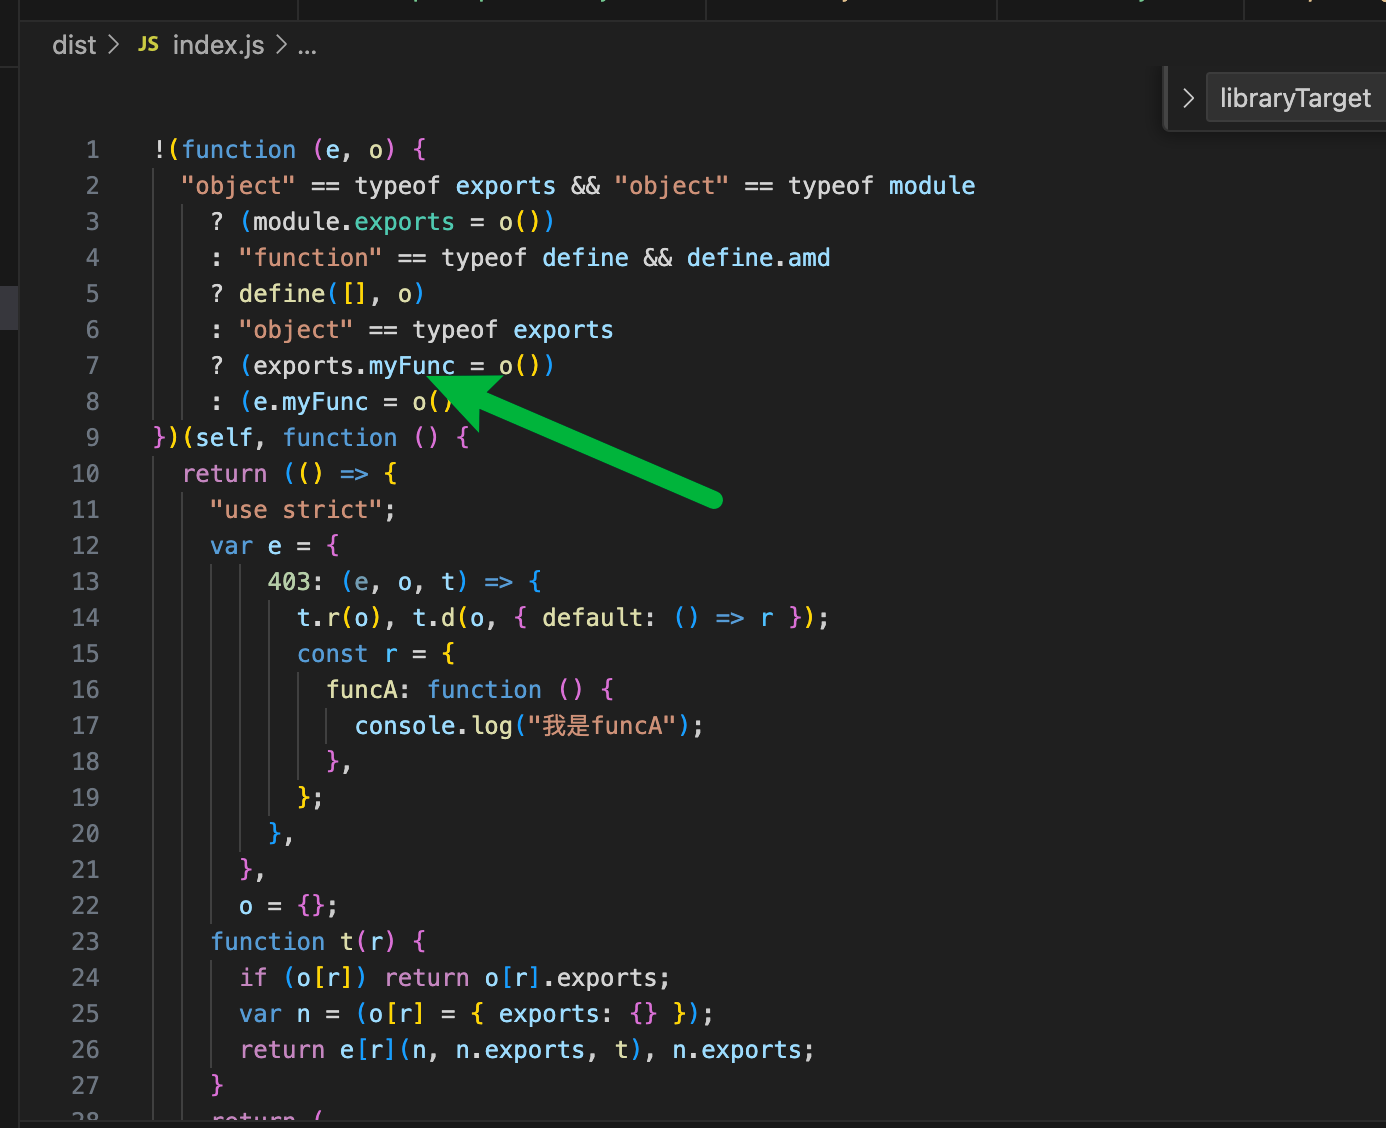 dist > JS index.js > ...
> libraryTarget
1 !(function (e, o) {
2 "object" == typeof exports && "object" == typeof module
3 ? (module.exports = o())
4 : "function" == typeof define && define.amd
5 ? define([], o)
6 : "object" == typeof exports
7 ? (exports.myFunc = o())
8 : (e.myFunc = o()
9 })(self, function () {
10 return (() => {
11 "use strict";
12 var e = {
13 403: (e, o, t) => {
14 t.r(o), t.d(o, { default: () => r });
15 const r = {
16 funcA: function () {
17 console.log("我是funcA");
18 },
19 };
20 },
21 },
22 o = {};
23 function t(r) {
24 if (o[r]) return o[r].exports;
25 var n = (o[r] = { exports: {} });
26 return e[r](n, n.exports, t), n.exports;
27 }
28 return (